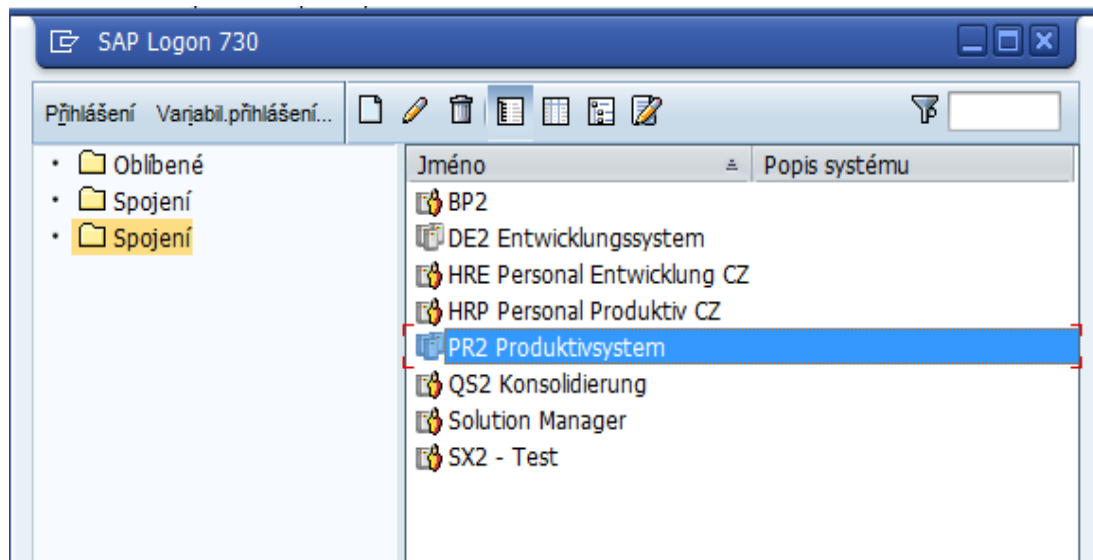 SAP Logon 730
Přihlášení Variabil.přihlášení...
Oblíbené
Spojení
Spojení
Jméno Popis systému
BP2
DE2 Entwicklungssystem
HRE Personal Entwicklung CZ
HRP Personal Produktiv CZ
PR2 Produktivsystem
QS2 Konsolidierung
Solution Manager
SX2 - Test